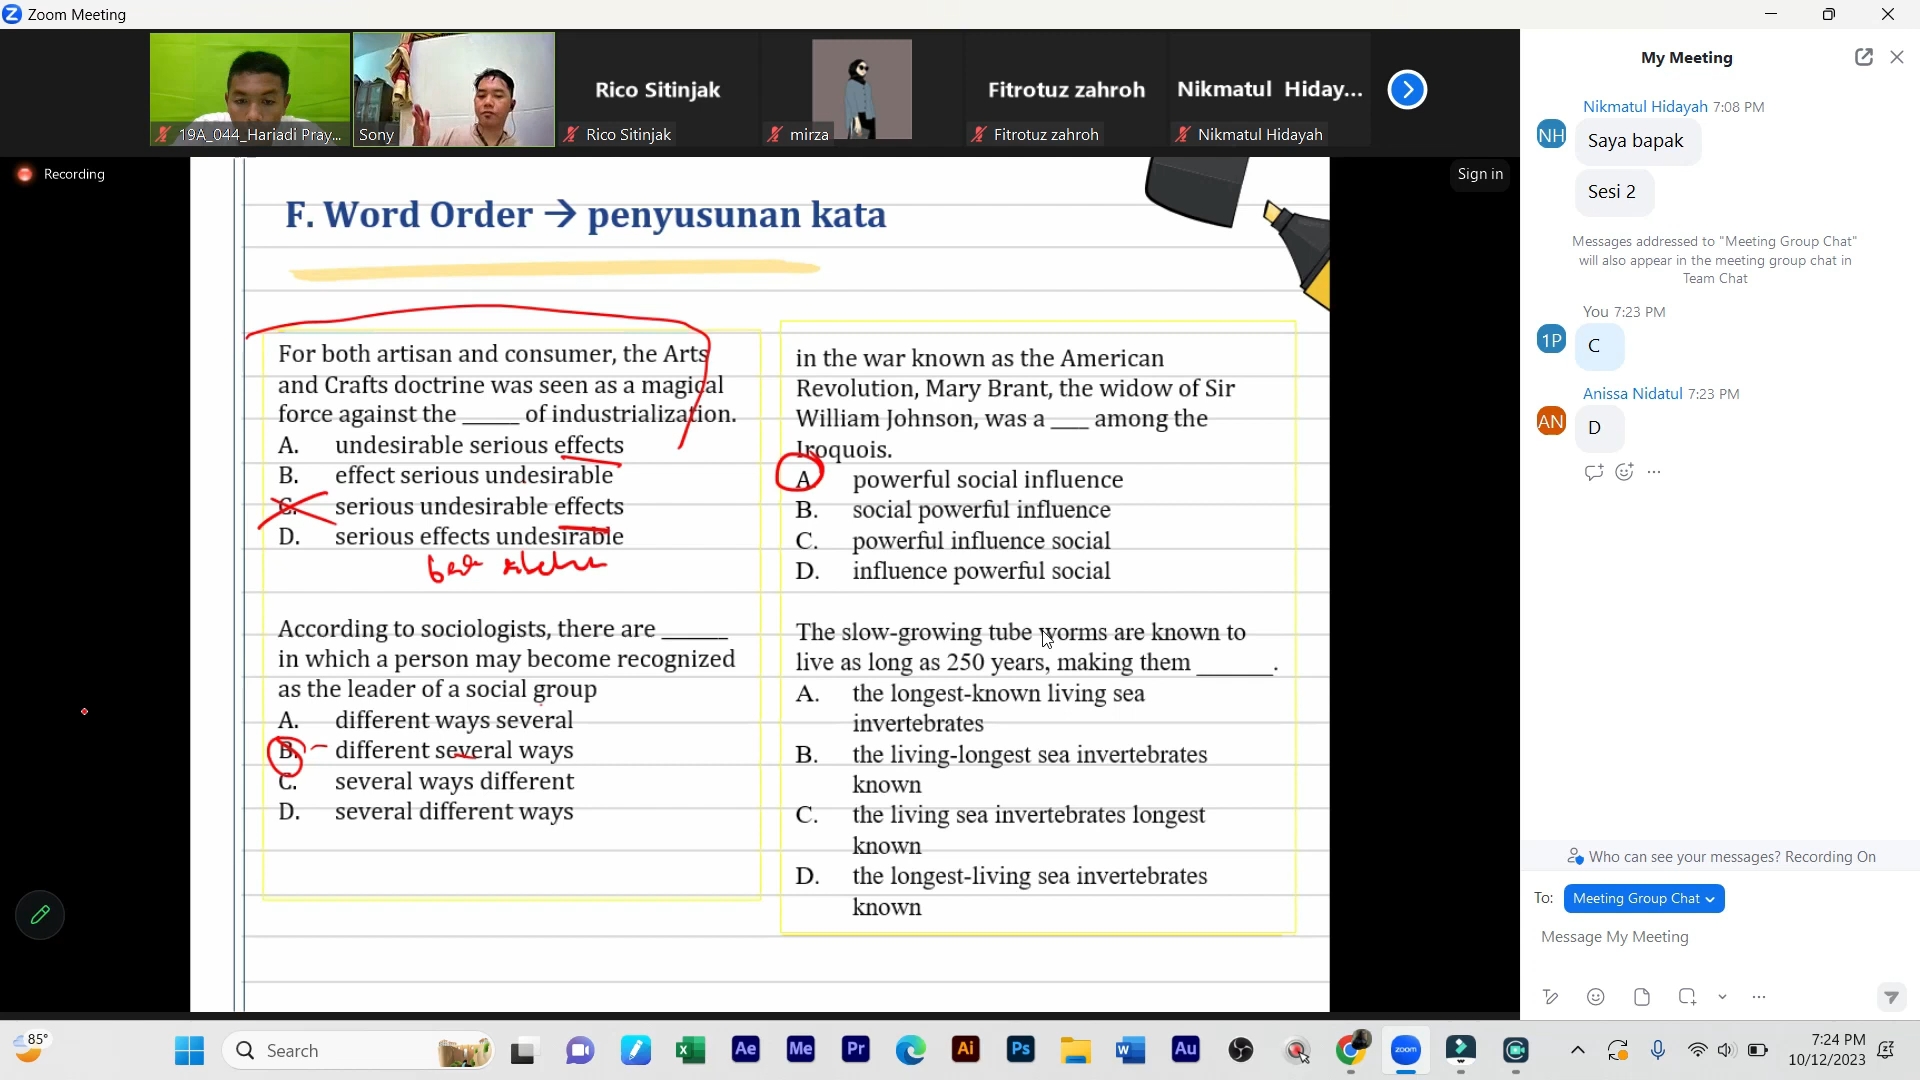 Zoom Meeting
19A_044_Hariadi Pray...
Sony
Rico Sitinjak
Rico Sitinjak
mirza
Fitrotuz zahroh
Fitrotuz zahroh
Nikmatul Hiday...
Nikmatul Hidayah
Recording
Sign in
F. Word Order → penyusunan kata
For both artisan and consumer, the Arts
and Crafts doctrine was seen as a magical
force against the _____ of industrialization.
A. undesirable serious effects
B. effect serious undesirable
C. serious undesirable effects
D. serious effects undesirable
According to sociologists, there are ______
in which a person may become recognized
as the leader of a social group
A. different ways several
B. different several ways
C. several ways different
D. several different ways
in the war known as the American
Revolution, Mary Brant, the widow of Sir
William Johnson, was a ___ among the
Iroquois.
A. powerful social influence
B. social powerful influence
C. powerful influence social
D. influence powerful social
The slow-growing tube worms are known to
live as long as 250 years, making them ______.
A. the longest-known living sea
invertebrates
B. the living-longest sea invertebrates
known
C. the living sea invertebrates longest
known
D. the longest-living sea invertebrates
known
My Meeting
Nikmatul Hidayah 7:08 PM
NH
Saya bapak
Sesi 2
Messages addressed to "Meeting Group Chat"
will also appear in the meeting group chat in
Team Chat
You 7:23 PM
1P
C
Anissa Nidatul 7:23 PM
AN
D
Who can see your messages? Recording On
To: Meeting Group Chat
Message My Meeting
85°
Search
Ae
Me
Pr
Ai
Ps
Au
zoom
7:24 PM
10/12/2023